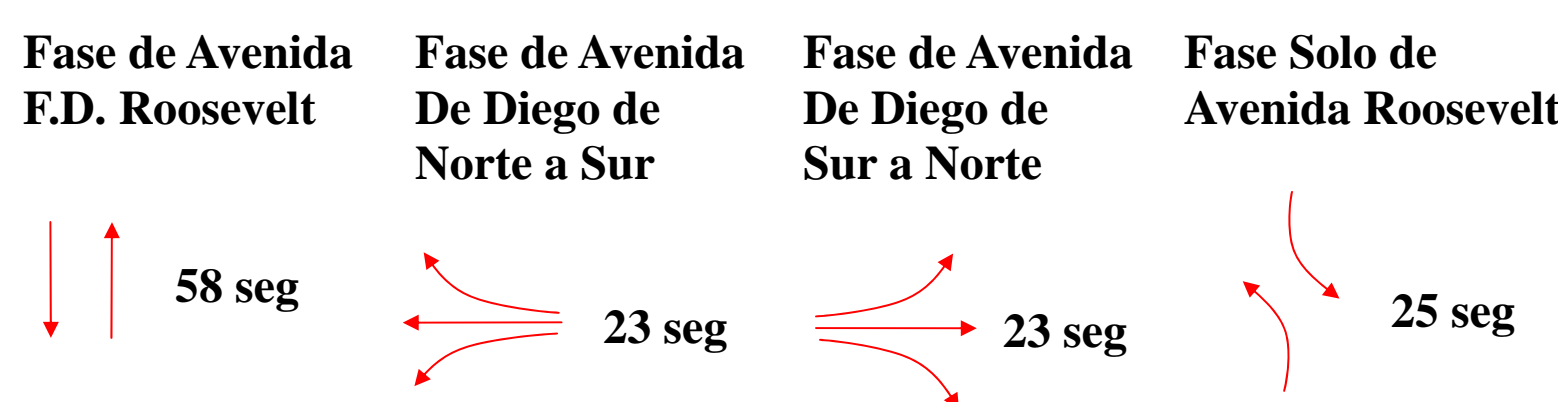 Fase de Avenida
F.D. Roosevelt
58 seg
Fase de Avenida
De Diego de
Norte a Sur
23 seg
Fase de Avenida
De Diego de
Sur a Norte
23 seg
Fase Solo de
Avenida Roosevelt
25 seg